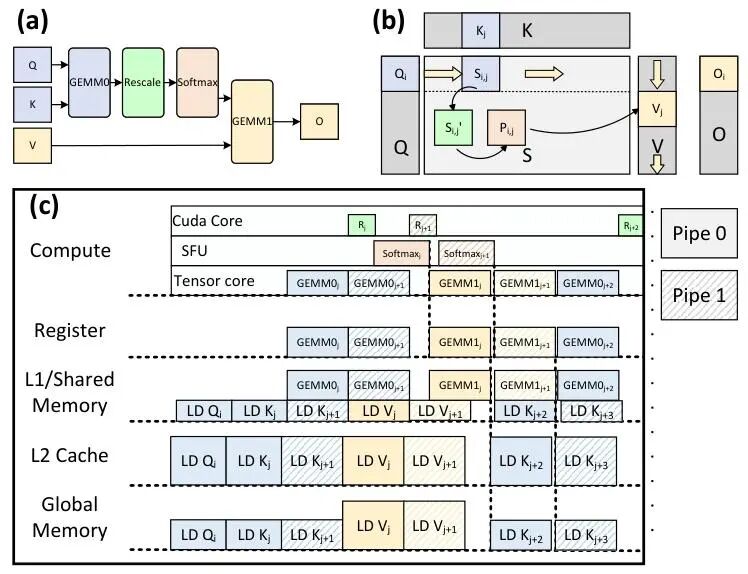 (a)
Q
K
V
GEMM0
Rescale
Softmax
GEMM1
O
(b)
Kj
K
Qi
Si,j
Oi
Si,j'
Pi,j
Vj
Q
S
V
O
(c)
Compute
Cuda Core
Rj
Rj+1
Rj+2
SFU
Softmaxj
Softmaxj+1
Tensor core
GEMM0j
GEMM0j+1
GEMM1j
GEMM1j+1
GEMM0j+2
Register
GEMM0j
GEMM0j+1
GEMM1j
GEMM1j+1
GEMM0j+2
L1/Shared
Memory
GEMM0j
GEMM0j+1
GEMM1j
GEMM1j+1
GEMM0j+2
LD Qi
LD Kj
LD Kj+1
LD Vj
LD Vj+1
LD Kj+2
LD Kj+3
L2 Cache
LD Qi
LD Kj
LD Kj+1
LD Vj
LD Vj+1
LD Kj+2
LD Kj+3
Global
Memory
LD Qi
LD Kj
LD Kj+1
LD Vj
LD Vj+1
LD Kj+2
LD Kj+3
Pipe 0
Pipe 1